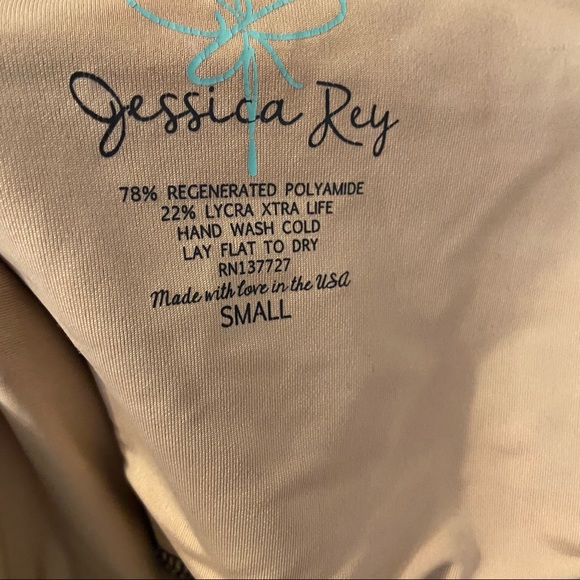 Jessica Rey
78% REGENERATED POLYAMIDE
22% LYCRA XTRA LIFE
HAND WASH COLD
LAY FLAT TO DRY
RN137727
Made with love in the USA
SMALL